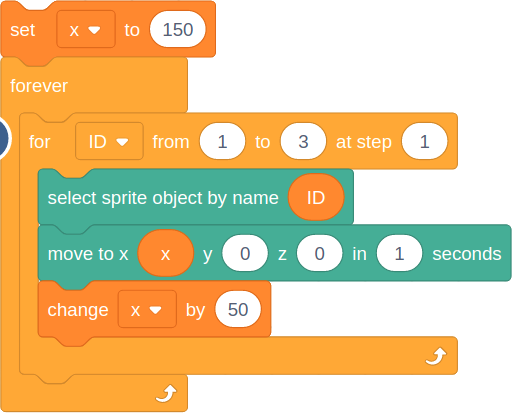 set x to 150
forever
for ID from 1 to 3 at step 1
select sprite object by name ID
move to x x y 0 z 0 in 1 seconds
change x by 50